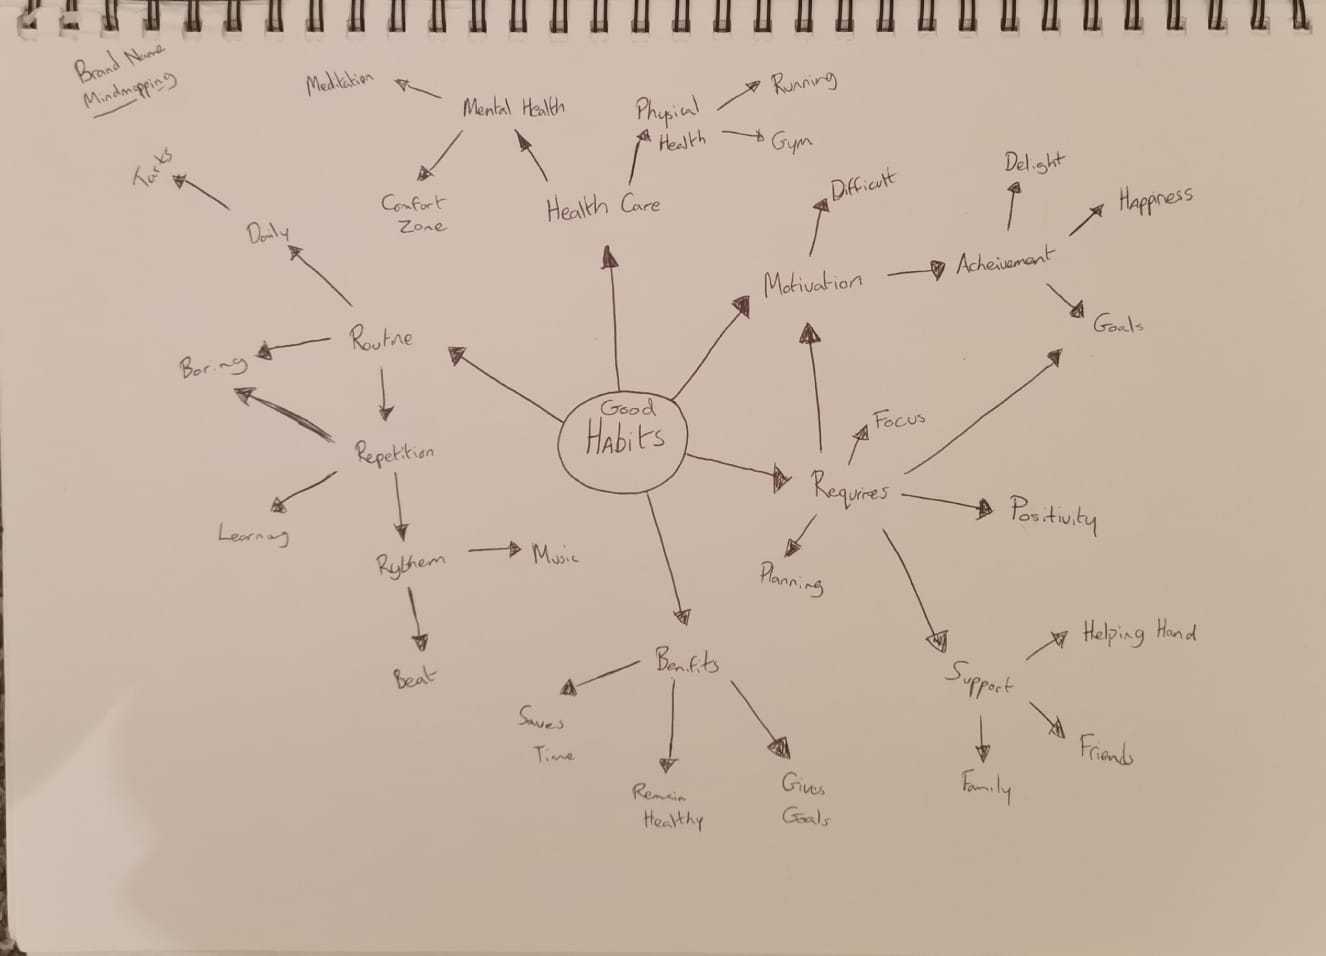 Brand Name
Mindmapping
Meditation
Mental Health
Comfort
Zone
Physical
Health
Running
Gym
Health Care
Tasks
Daily
Routine
Boring
Repetition
Learning
Rythem
Music
Beat
Good
Habits
Difficult
Motivation
Delight
Acheivement
Happiness
Goals
Focus
Requires
Positivity
Planning
Support
Helping Hand
Friends
Family
Benifits
Saves
Time
Remain
Healthy
Gives
Goals